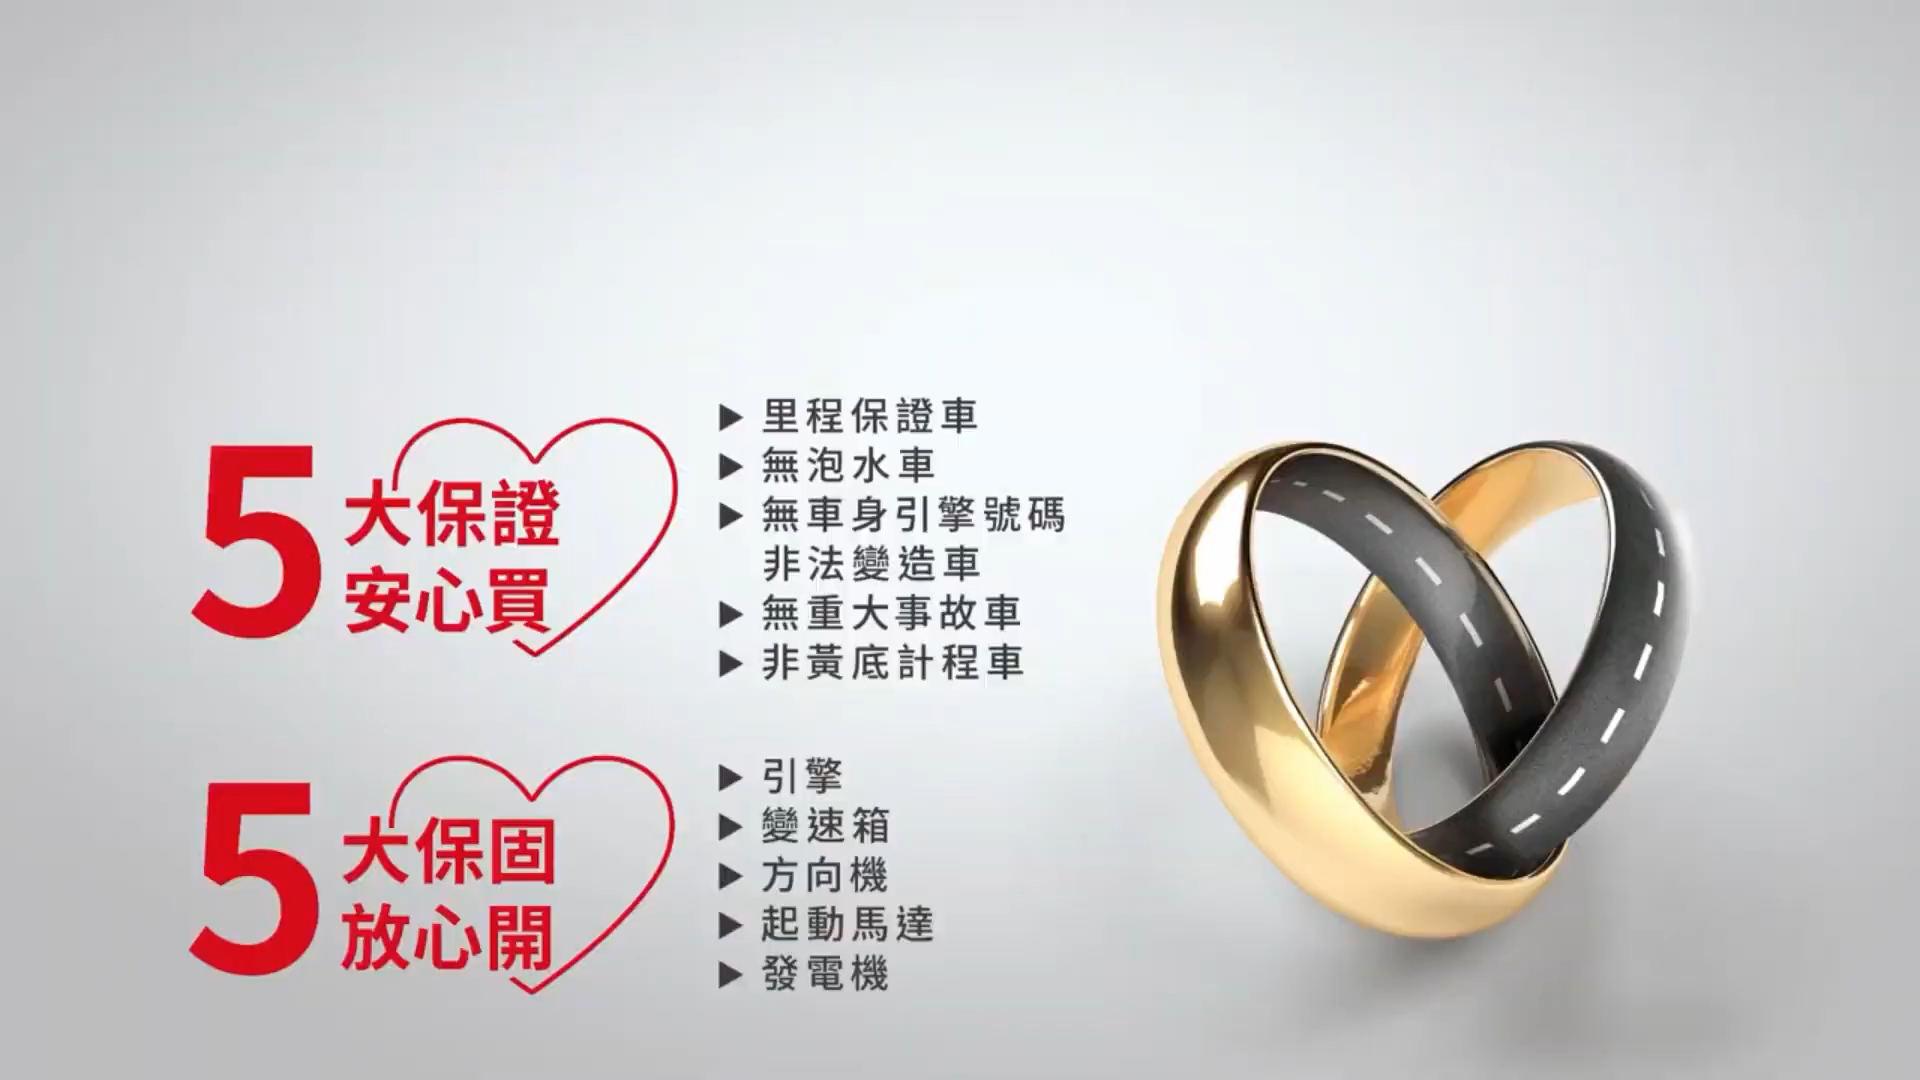 5大保證
安心買
▶ 里程保證車
▶ 無泡水車
▶ 無車身引擎號碼
非法變造車
▶ 無重大事故車
▶ 非黃底計程車
5大保固
放心開
▶ 引擎
▶ 變速箱
▶ 方向機
▶ 起動馬達
▶ 發電機